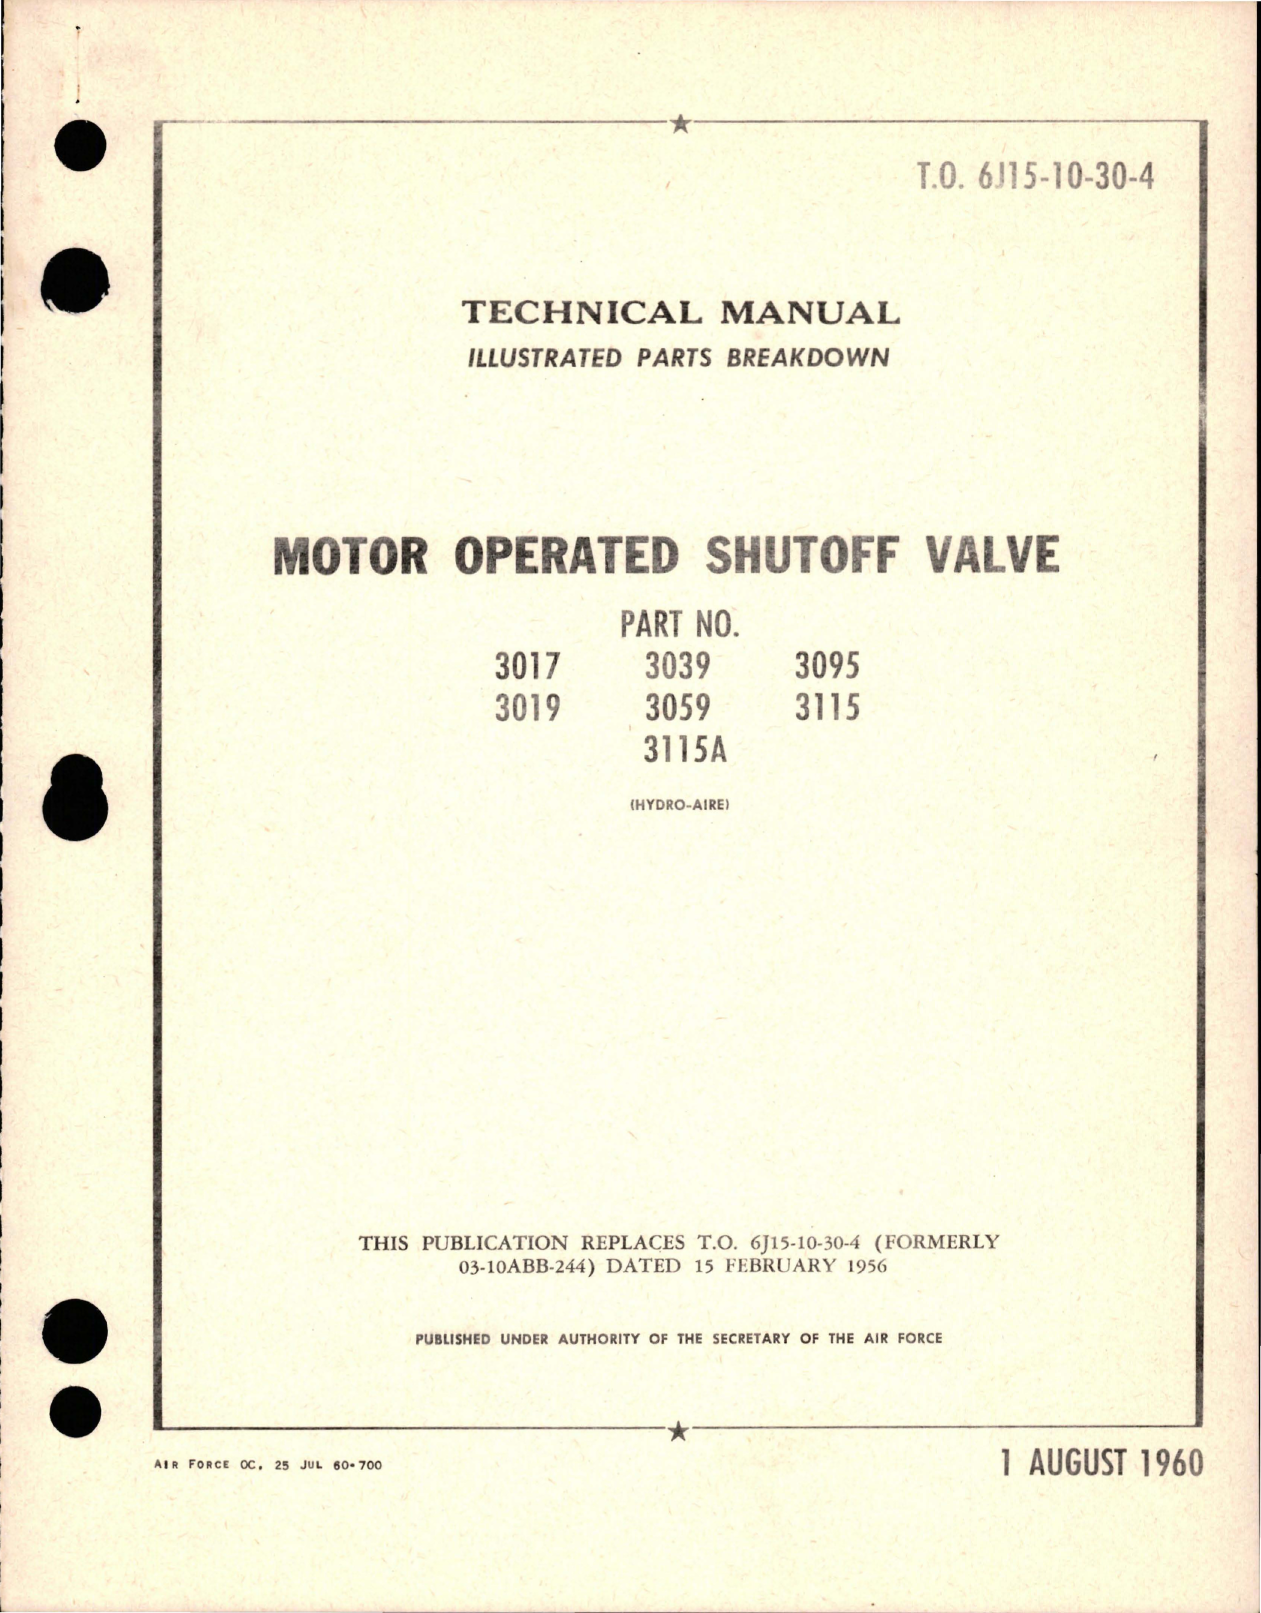 T.O. 6J15-10-30-4
TECHNICAL MANUAL
ILLUSTRATED PARTS BREAKDOWN
MOTOR OPERATED SHUTOFF VALVE
PART NO.
3017 3039 3095
3019 3059 3115
3115A
(HYDRO-AIRE)
THIS PUBLICATION REPLACES T.O. 6J15-10-30-4 (FORMERLY
03-10ABB-244) DATED 15 FEBRUARY 1956
PUBLISHED UNDER AUTHORITY OF THE SECRETARY OF THE AIR FORCE
AIR FORCE OC, 25 JUL 60-700
1 AUGUST 1960